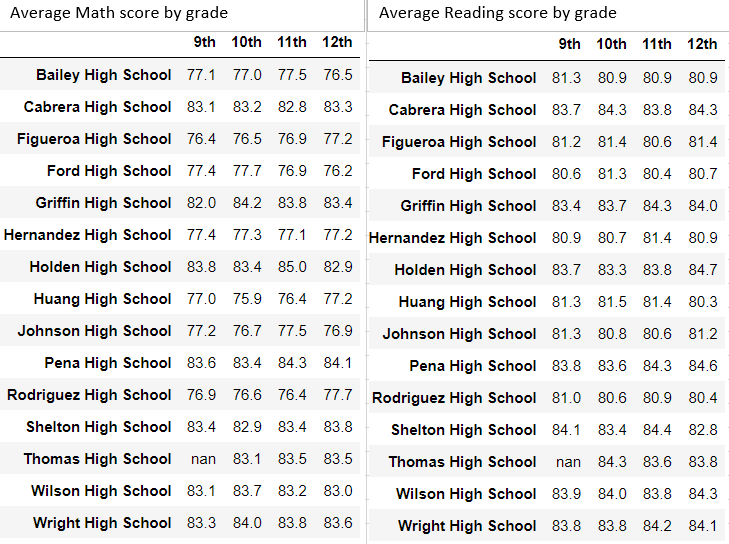 Average Math score by grade
9th 10th 11th 12th
Bailey High School 77.1 77.0 77.5 76.5
Cabrera High School 83.1 83.2 82.8 83.3
Figueroa High School 76.4 76.5 76.9 77.2
Ford High School 77.4 77.7 76.9 76.2
Griffin High School 82.0 84.2 83.8 83.4
Hernandez High School 77.4 77.3 77.1 77.2
Holden High School 83.8 83.4 85.0 82.9
Huang High School 77.0 75.9 76.4 77.2
Johnson High School 77.2 76.7 77.5 76.9
Pena High School 83.6 83.4 84.3 84.1
Rodriguez High School 76.9 76.6 76.4 77.7
Shelton High School 83.4 82.9 83.4 83.8
Thomas High School nan 83.1 83.5 83.5
Wilson High School 83.1 83.7 83.2 83.0
Wright High School 83.3 84.0 83.8 83.6
Average Reading score by grade
9th 10th 11th 12th
Bailey High School 81.3 80.9 80.9 80.9
Cabrera High School 83.7 84.3 83.8 84.3
Figueroa High School 81.2 81.4 80.6 81.4
Ford High School 80.6 81.3 80.4 80.7
Griffin High School 83.4 83.7 84.3 84.0
Hernandez High School 80.9 80.7 81.4 80.9
Holden High School 83.7 83.3 83.8 84.7
Huang High School 81.3 81.5 81.4 80.3
Johnson High School 81.3 80.8 80.6 81.2
Pena High School 83.8 83.6 84.3 84.6
Rodriguez High School 81.0 80.6 80.9 80.4
Shelton High School 84.1 83.4 84.4 82.8
Thomas High School nan 84.3 83.6 83.8
Wilson High School 83.9 84.0 83.8 84.3
Wright High School 83.8 83.8 84.2 84.1